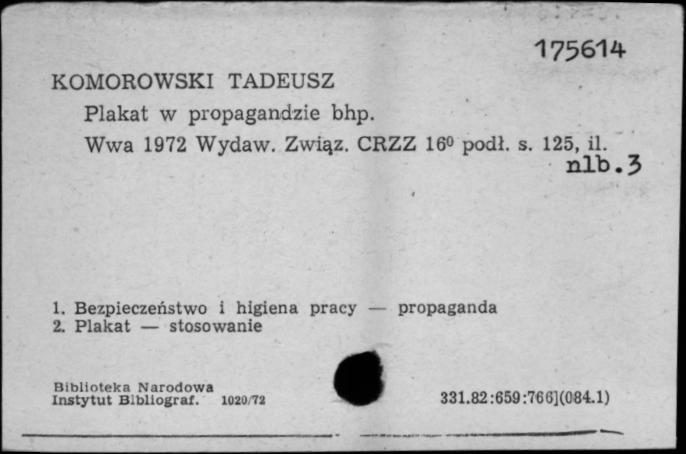 175614
KOMOROWSKI TADEUSZ
Plakat w propagandzie bhp.
Wwa 1972 Wydaw. Związ. CRZZ 16⁰ podł. s. 125, il.
nlb.3
1. Bezpieczeństwo i higiena pracy — propaganda
2. Plakat — stosowanie
Biblioteka Narodowa
Instytut Bibliograf. 1020/72
331.82:659:766](084.1)